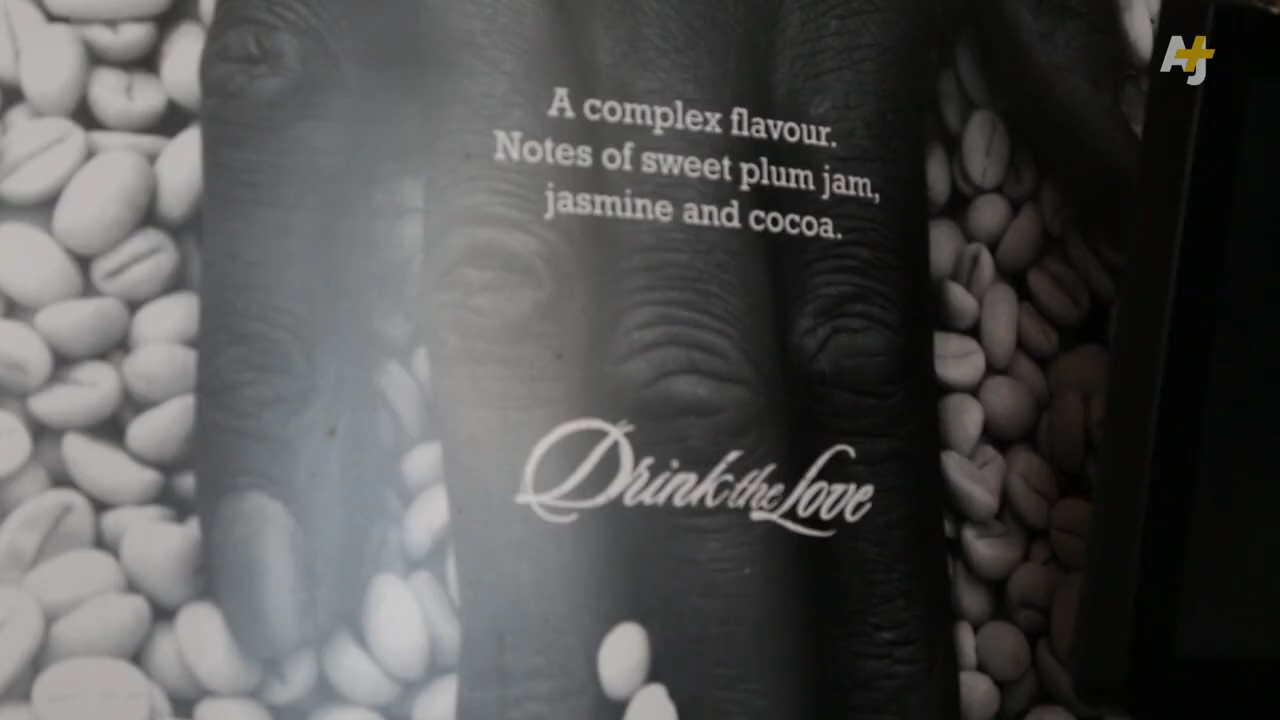 AJ+
A complex flavour.
Notes of sweet plum jam,
jasmine and cocoa.
Drink the Love